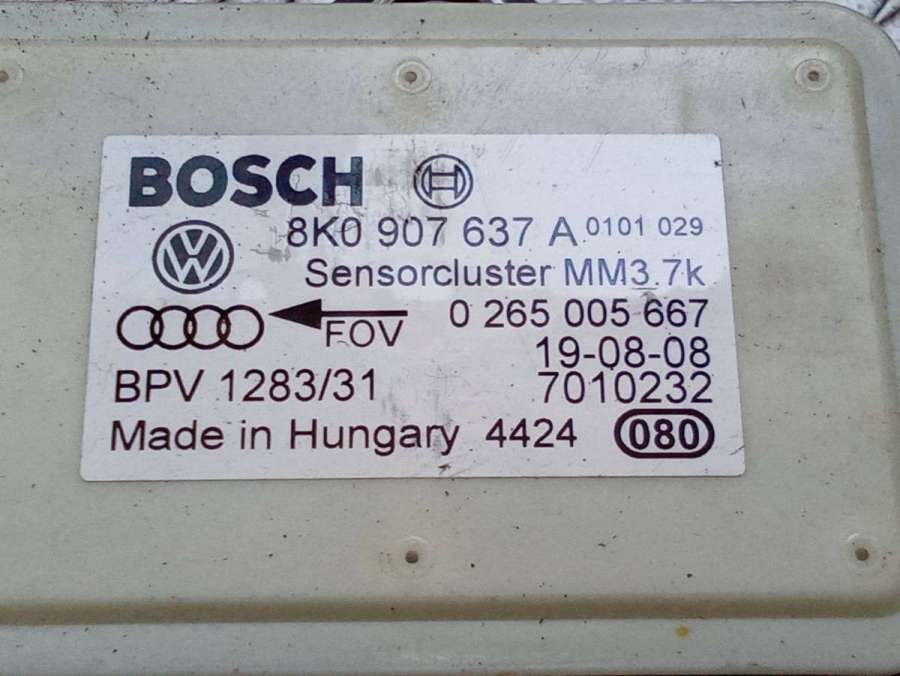 BOSCH
8K0 907 637 A 0101 029
Sensorcluster MM3.7k
FOV 0 265 005 667
19-08-08
BPV 1283/31 7010232
Made in Hungary 4424 080